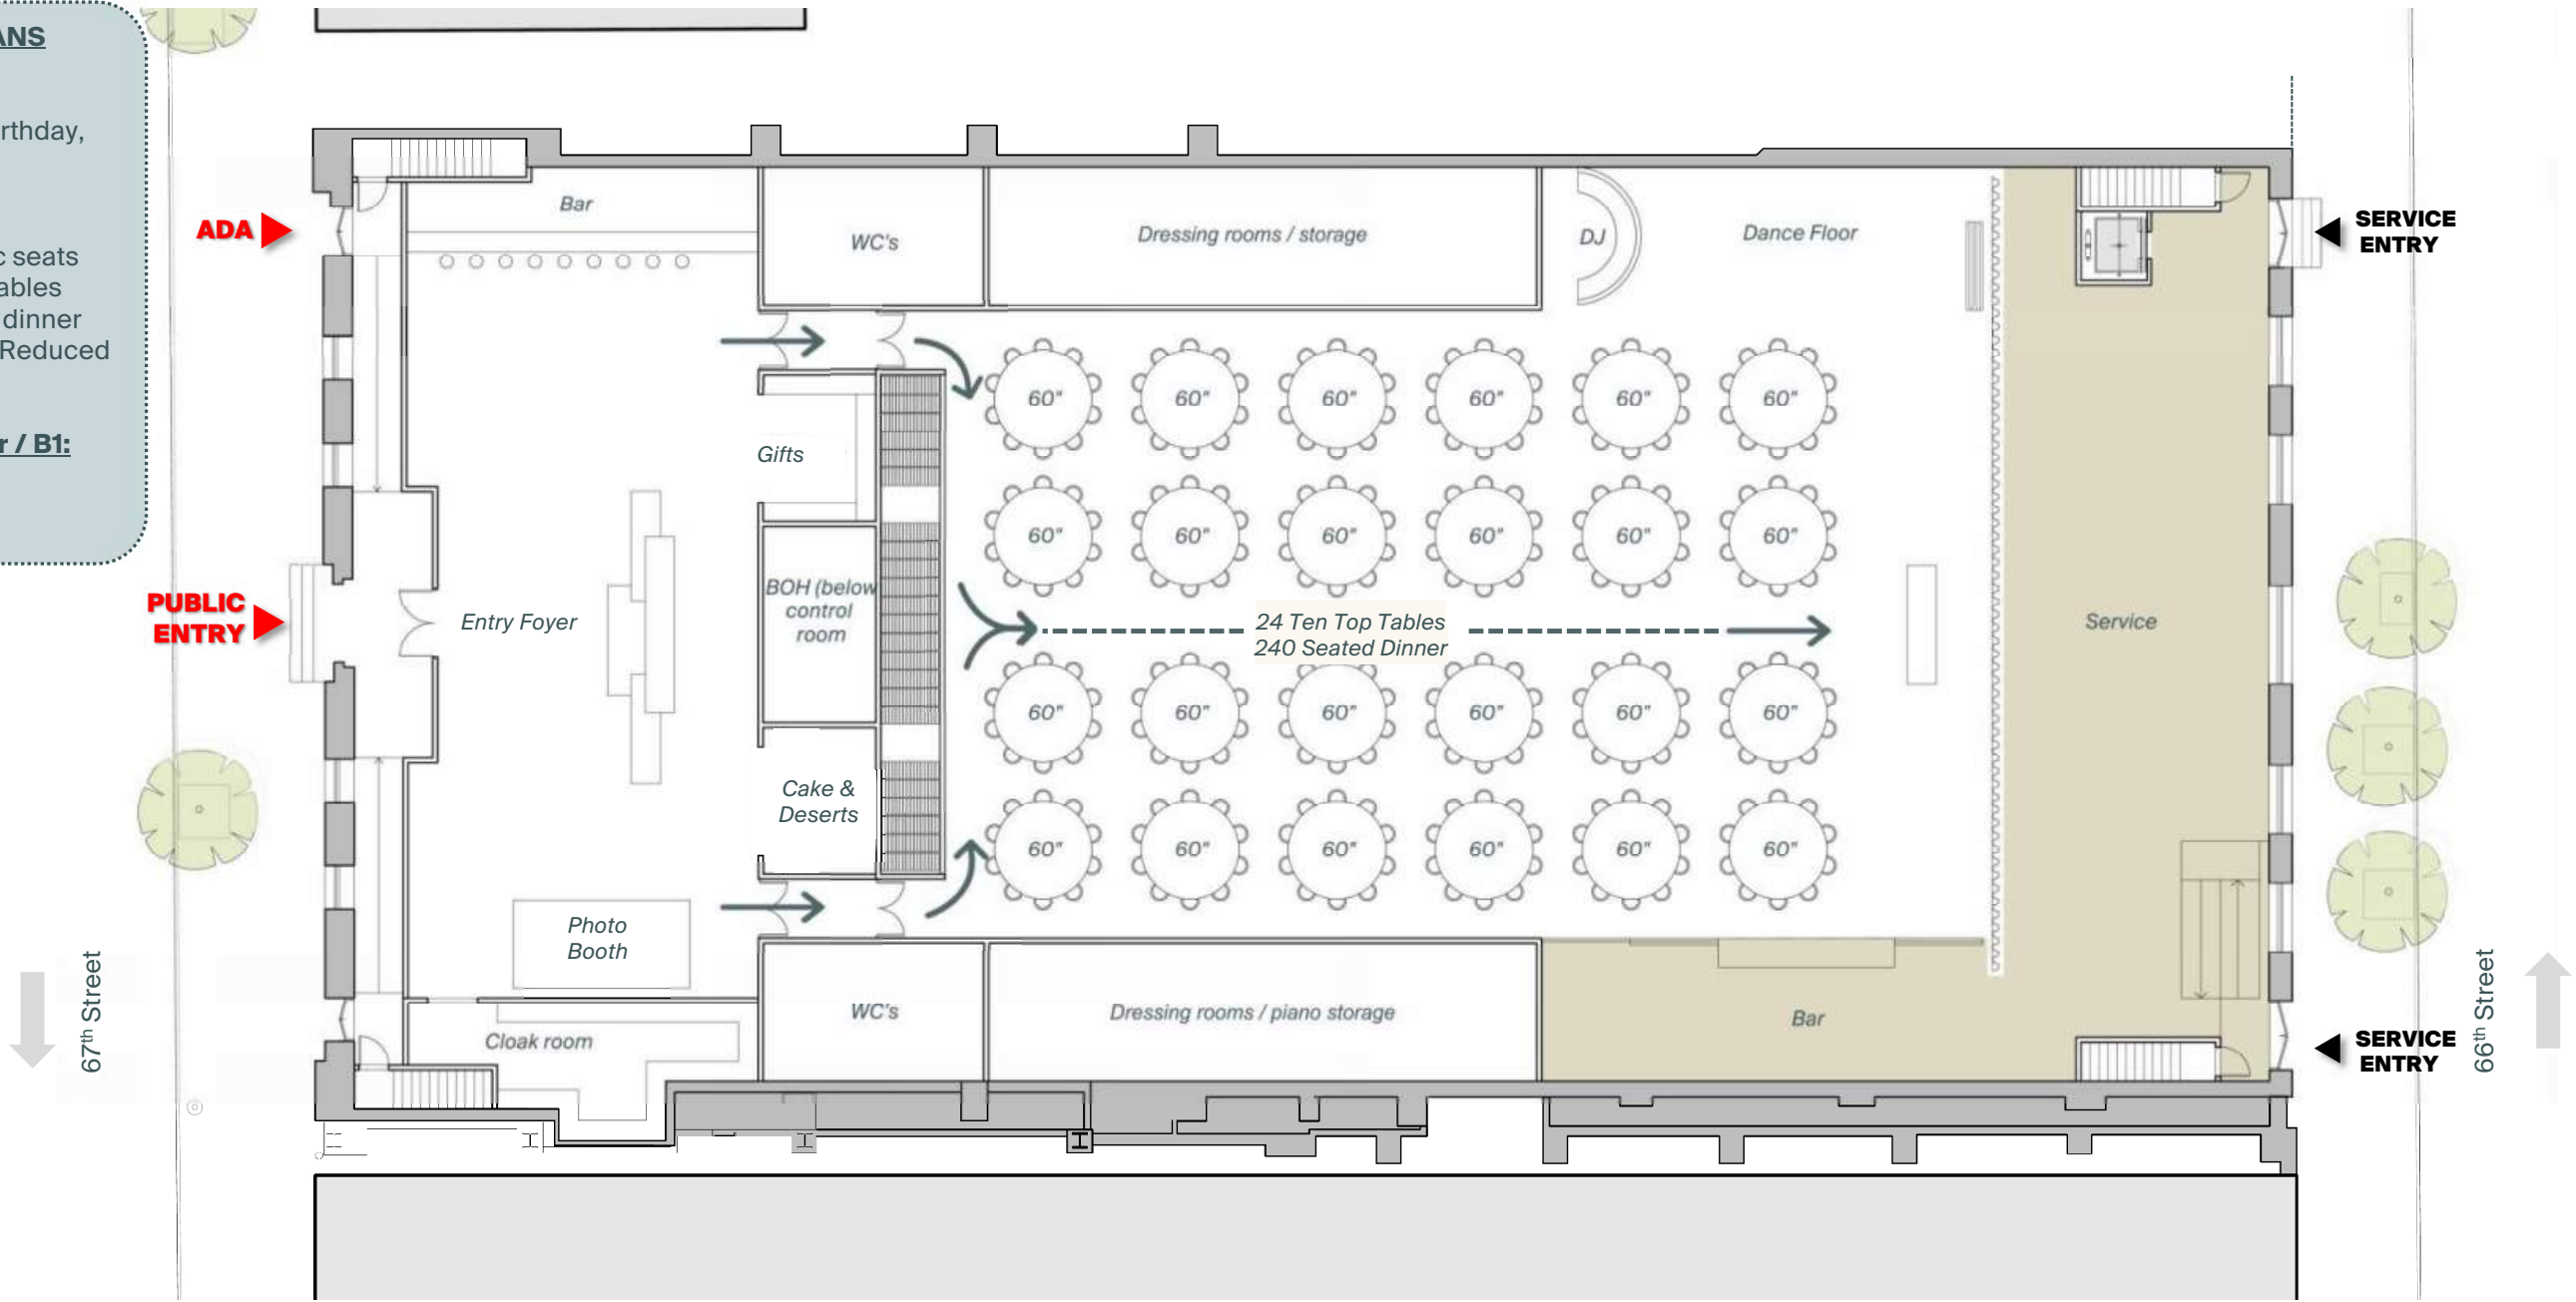 ANS
rthday,
c seats
ables
dinner
Reduced
r / B1:
ADA
PUBLIC
ENTRY
Bar
WC's
Dressing rooms / storage
DJ
Dance Floor
SERVICE
ENTRY
Gifts
BOH (below
control
room
Entry Foyer
Cake &
Deserts
Photo
Booth
Cloak room
60" 60" 60" 60" 60" 60"
60" 60" 60" 60" 60" 60"
24 Ten Top Tables
240 Seated Dinner
60" 60" 60" 60" 60" 60"
60" 60" 60" 60" 60" 60"
Service
WC's
Dressing rooms / piano storage
Bar
SERVICE
ENTRY
67th Street
66th Street